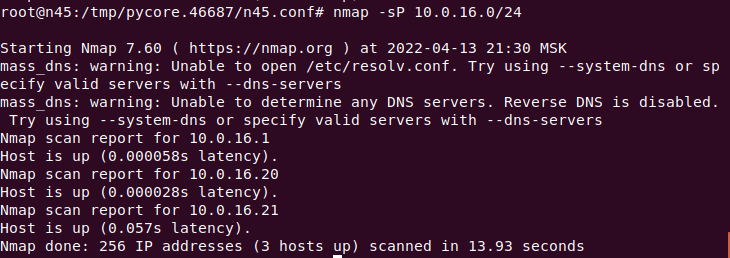 root@n45:/tmp/pycore.46687/n45.conf# nmap -sP 10.0.16.0/24
Starting Nmap 7.60 ( https://nmap.org ) at 2022-04-13 21:30 MSK
mass_dns: warning: Unable to open /etc/resolv.conf. Try using --system-dns or sp
ecify valid servers with --dns-servers
mass_dns: warning: Unable to determine any DNS servers. Reverse DNS is disabled.
 Try using --system-dns or specify valid servers with --dns-servers
Nmap scan report for 10.0.16.1
Host is up (0.000058s latency).
Nmap scan report for 10.0.16.20
Host is up (0.000028s latency).
Nmap scan report for 10.0.16.21
Host is up (0.057s latency).
Nmap done: 256 IP addresses (3 hosts up) scanned in 13.93 seconds